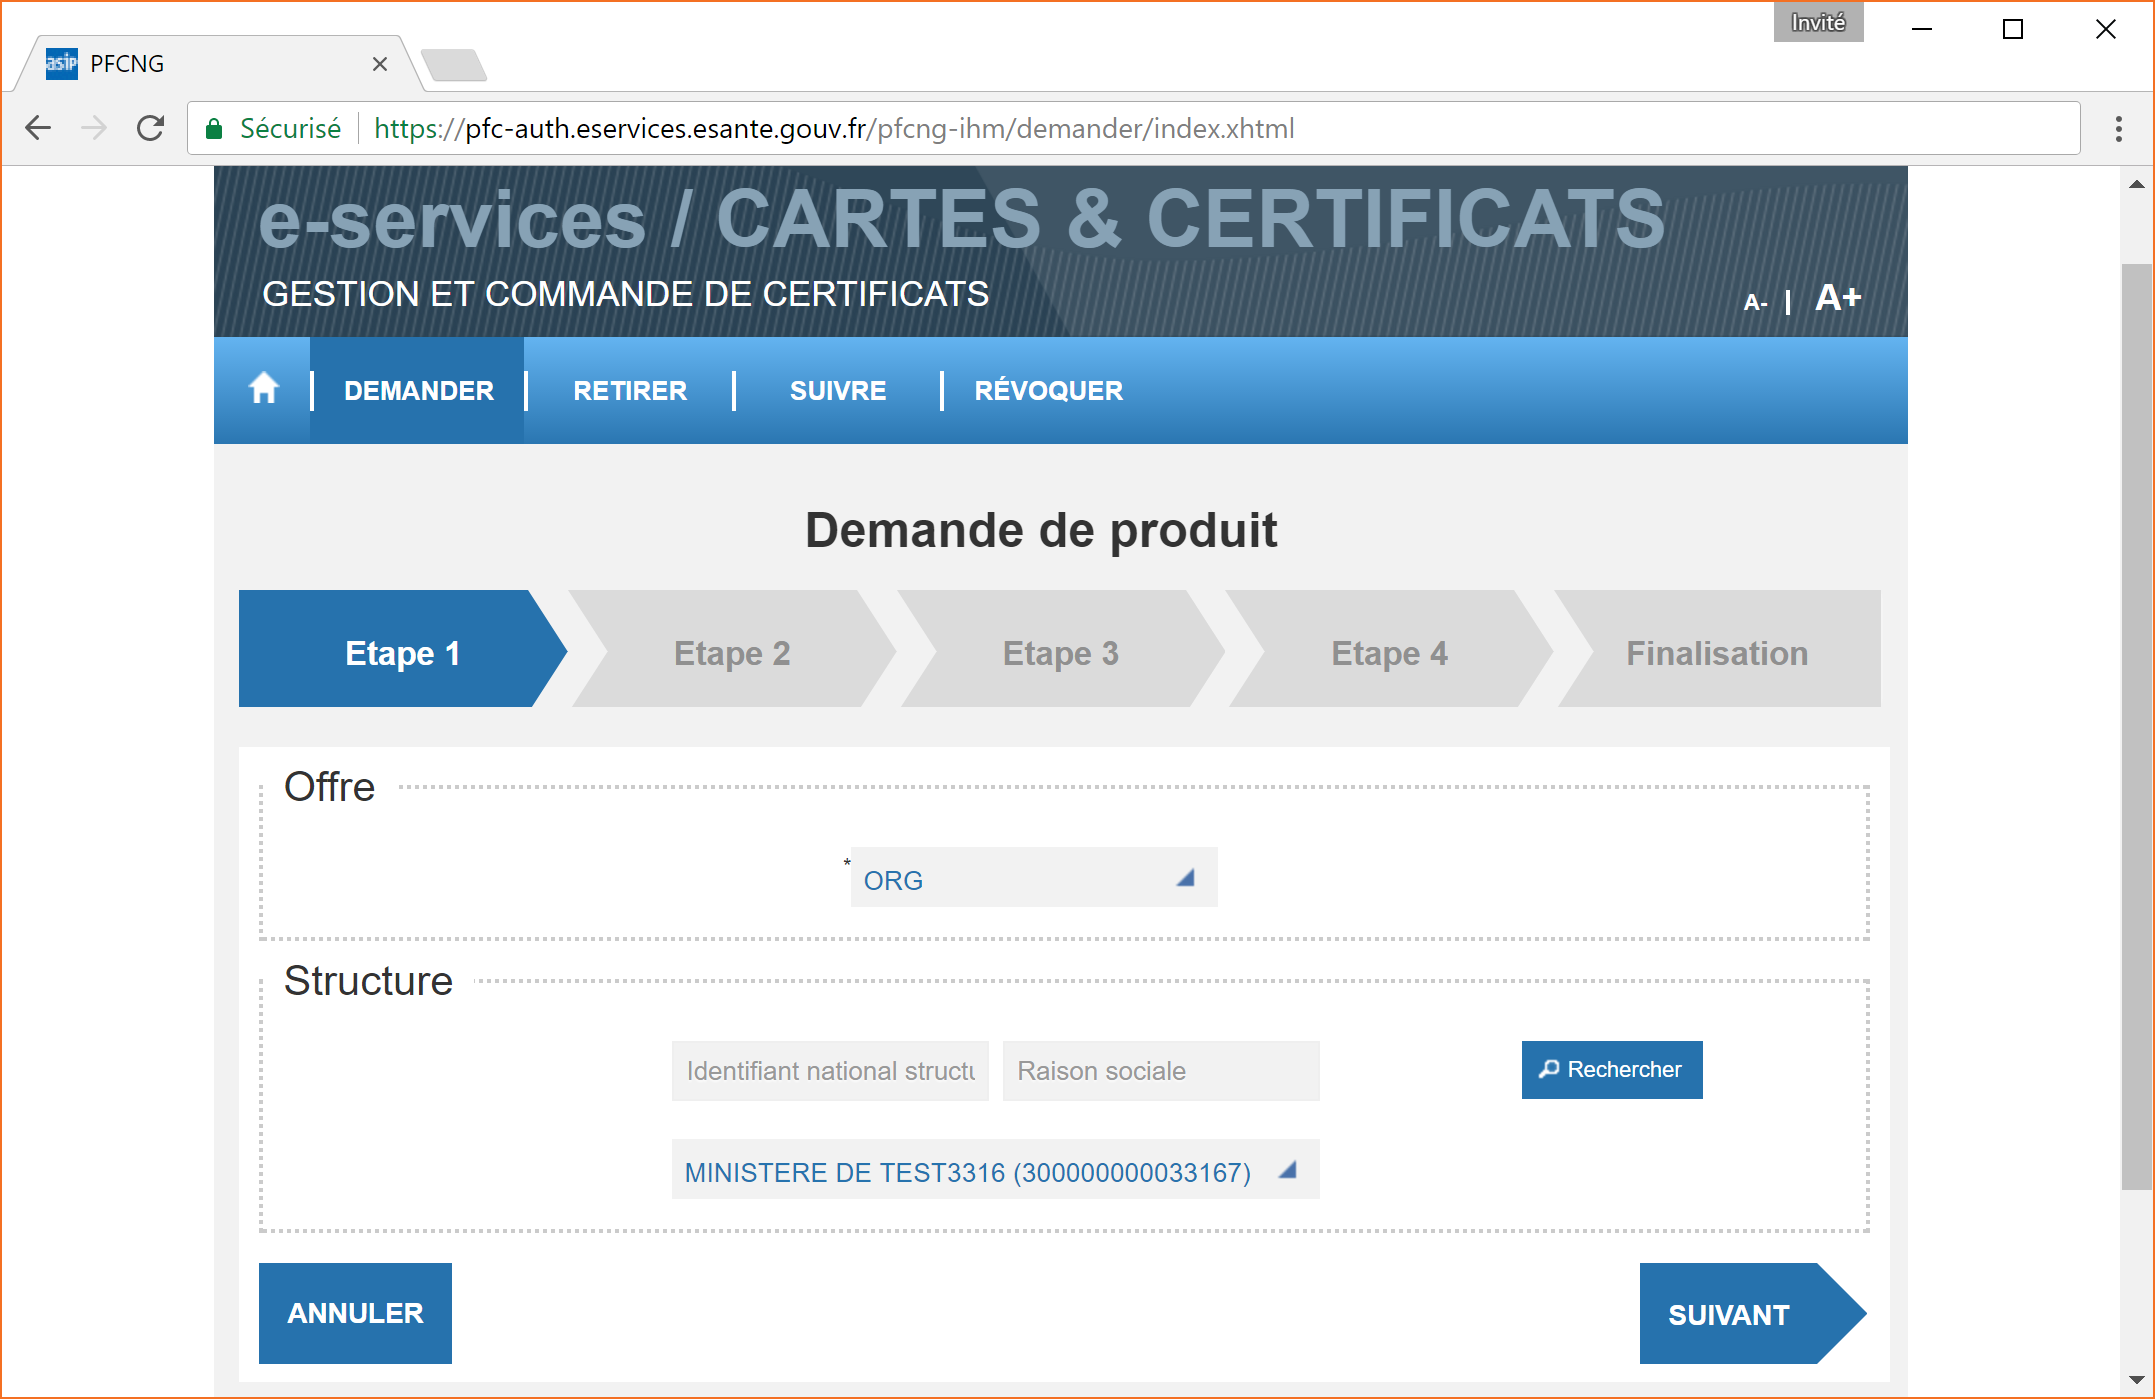 Invité
asip PFCNG
Sécurisé https://pfc-auth.eservices.esante.gouv.fr/pfcng-ihm/demander/index.xhtml
e-services / CARTES & CERTIFICATS
GESTION ET COMMANDE DE CERTIFICATS
A- | A+
DEMANDER RETIRER SUIVRE RÉVOQUER
Demande de produit
Etape 1 Etape 2 Etape 3 Etape 4 Finalisation
Offre
* ORG
Structure
Identifiant national structu Raison sociale Rechercher
MINISTERE DE TEST3316 (300000000033167)
ANNULER SUIVANT